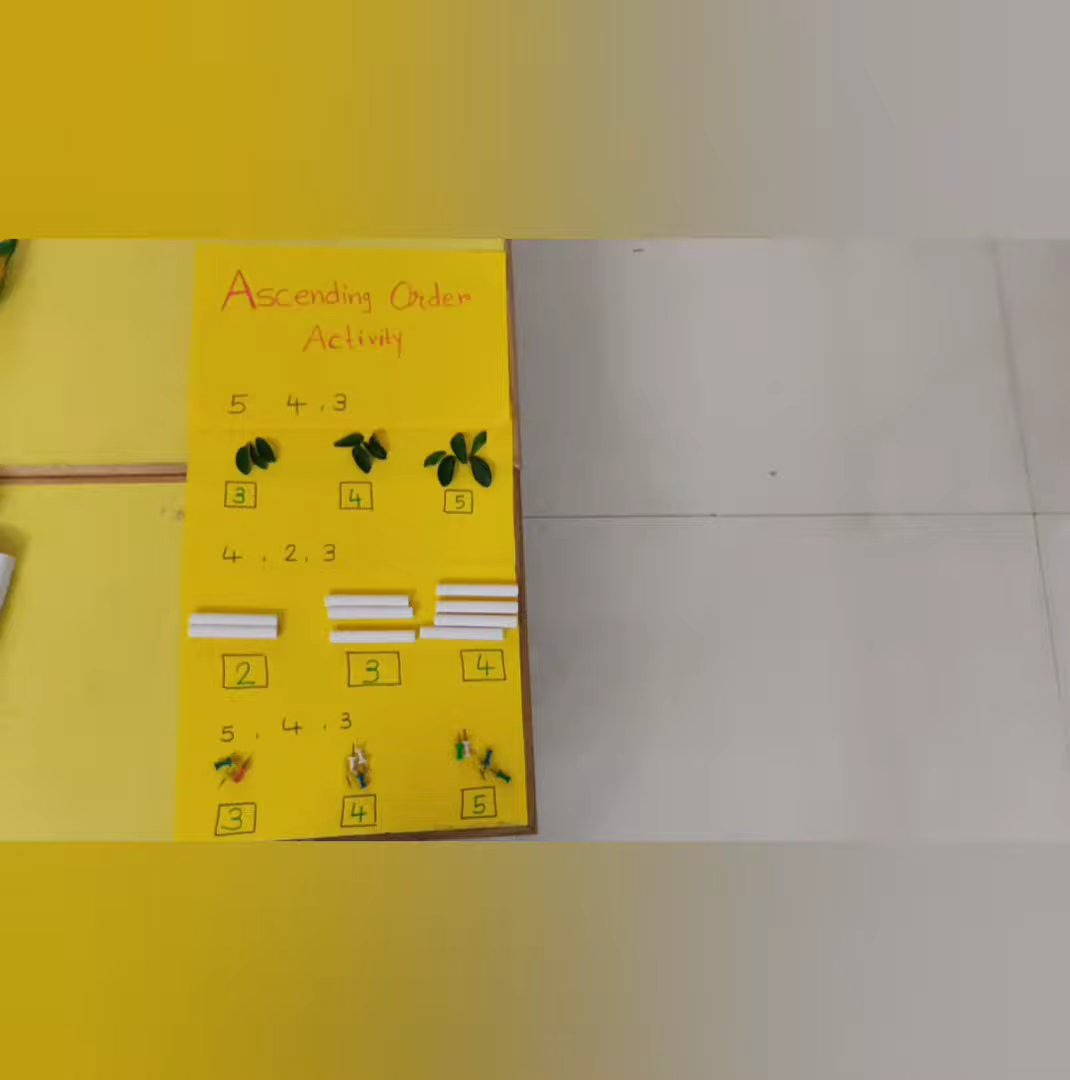 Ascending Order
Activity
5 4 , 3
3 4 5
4 , 2 , 3
2 3 4
5 , 4 , 3
3 4 5